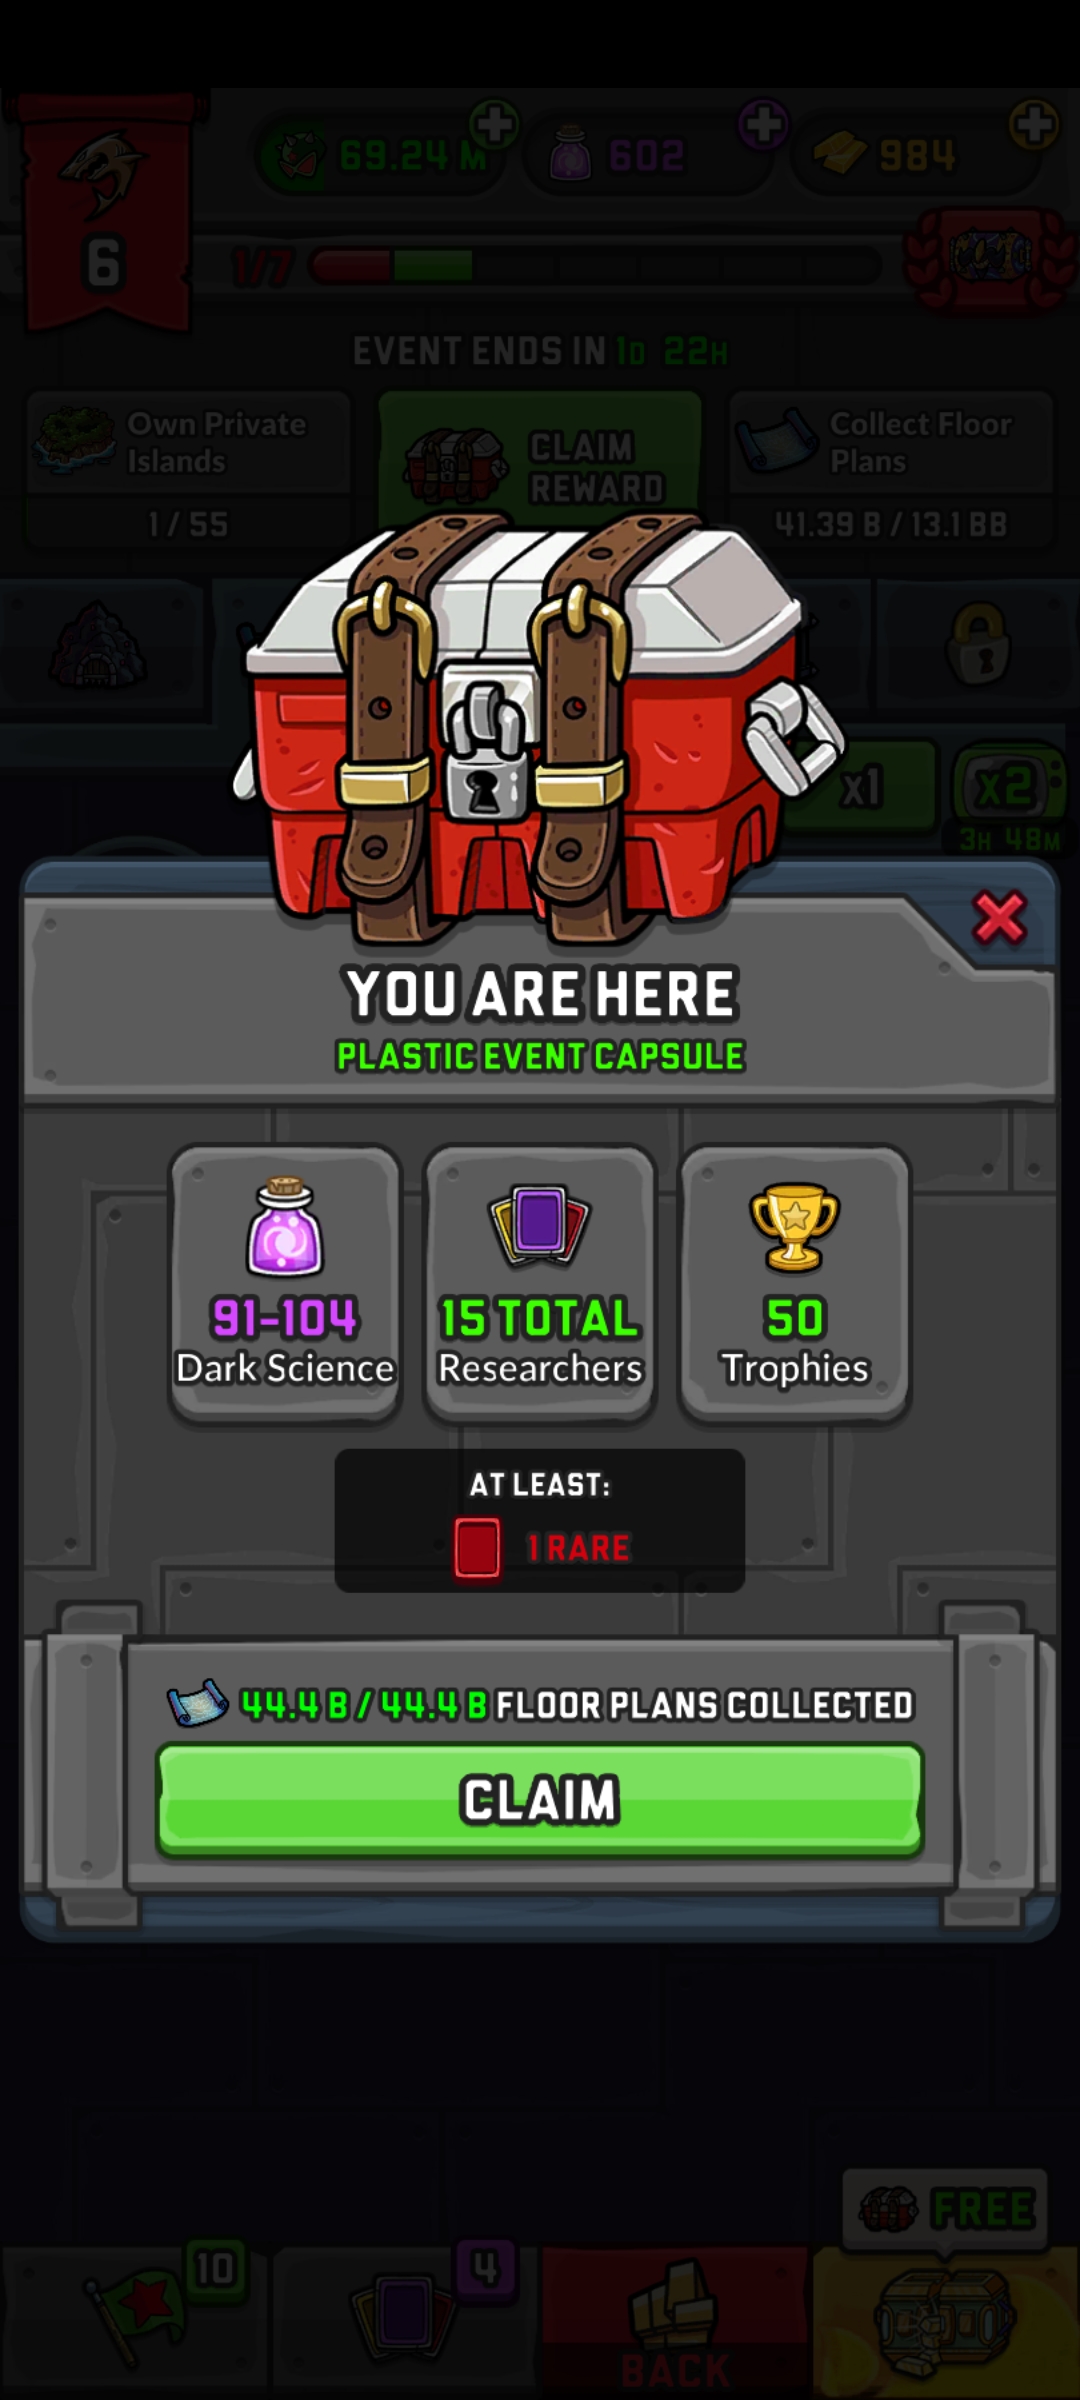 69.24 M
602
984
6
1/7
EVENT ENDS IN 1D 22H
Own Private
Islands
1 / 55
CLAIM
REWARD
Collect Floor
Plans
41.39 B / 13.1 BB
x1
x2
3H 48M
YOU ARE HERE
PLASTIC EVENT CAPSULE
91-104
Dark Science
15 TOTAL
Researchers
50
Trophies
AT LEAST:
1 RARE
44.4 B / 44.4 B FLOOR PLANS COLLECTED
CLAIM
FREE
10
4
BACK